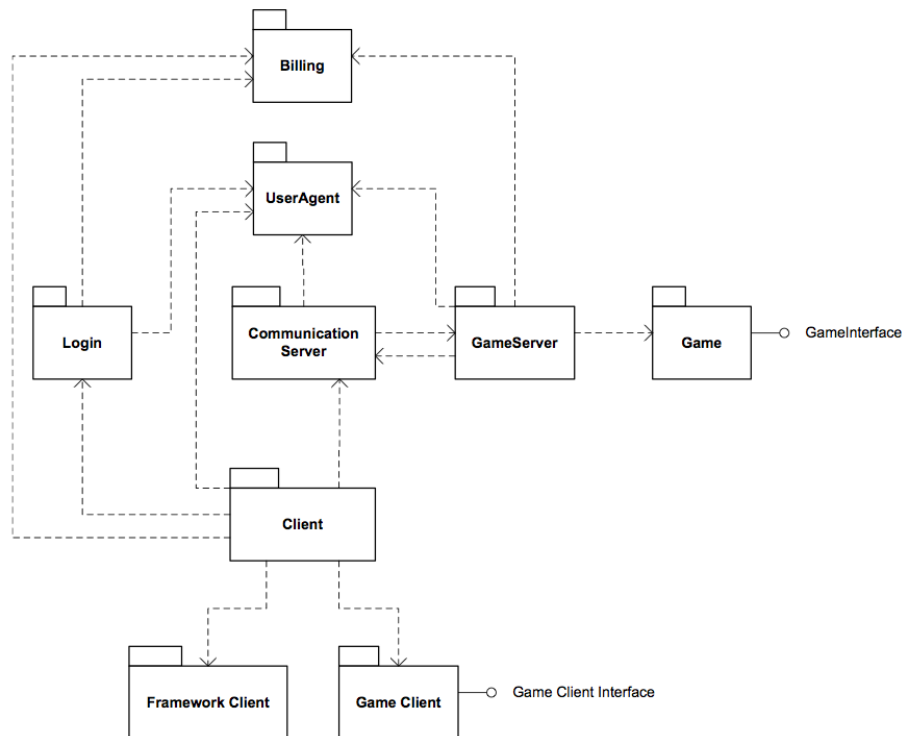 Billing
UserAgent
Login
Communication
Server
GameServer
Game
GameInterface
Client
Framework Client
Game Client
Game Client Interface